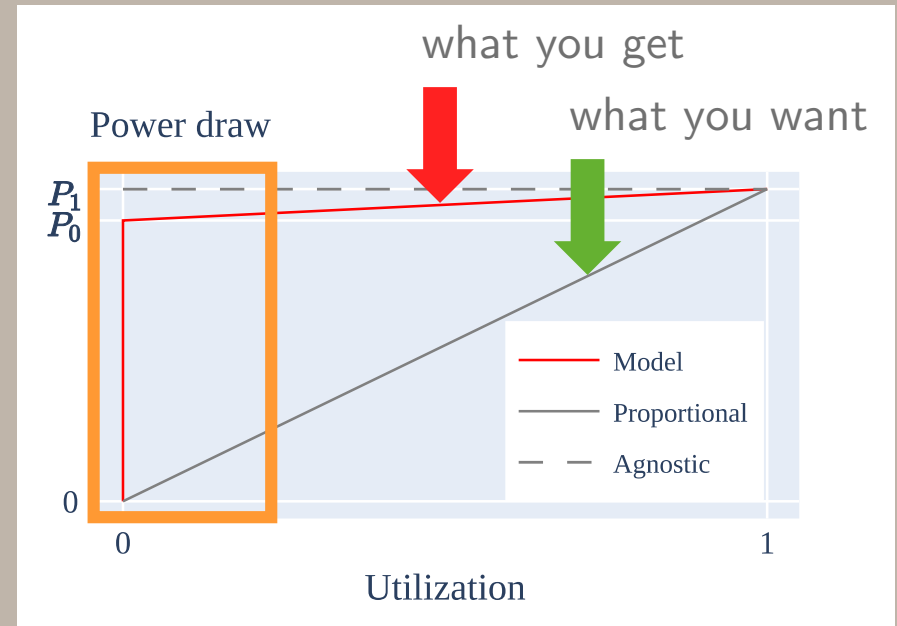 what you get
what you want
Power draw
P1
P0
Model
Proportional
Agnostic
0
0
1
Utilization